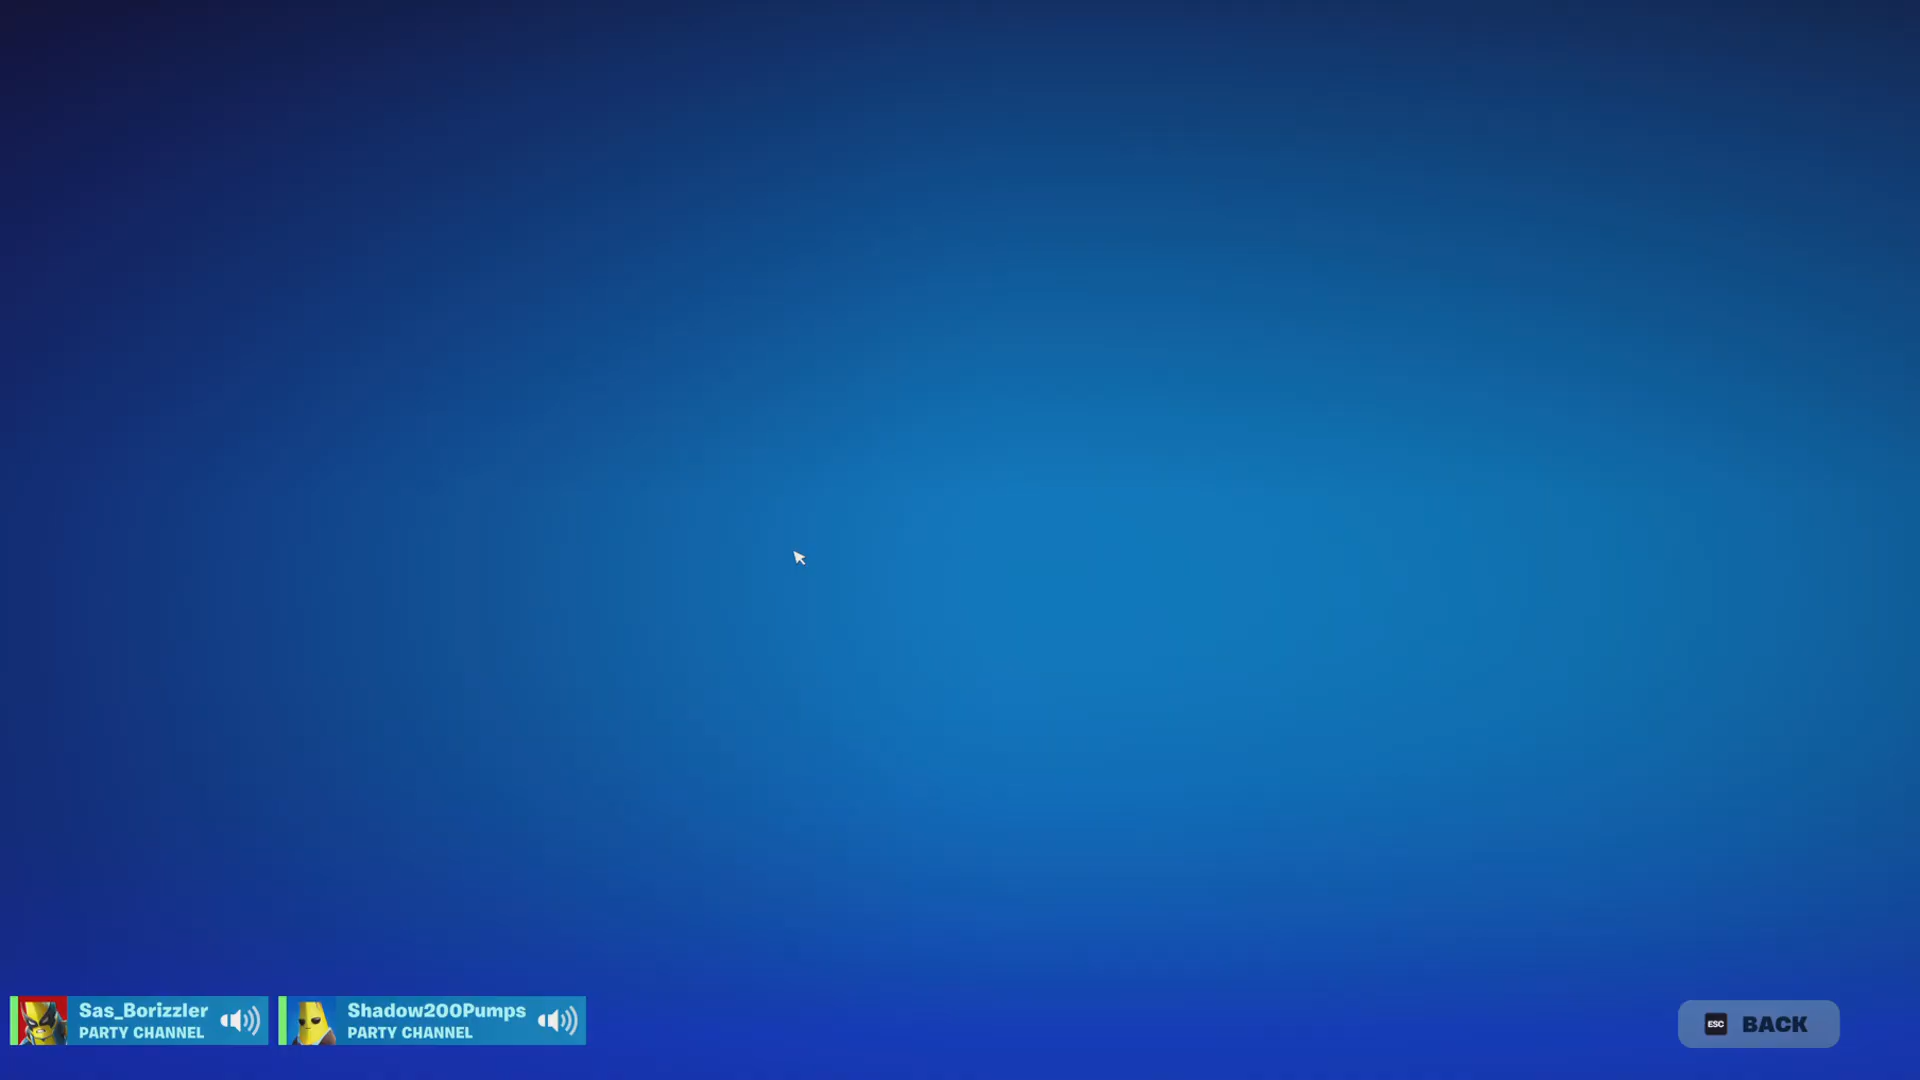 Sas_Borizzler
PARTY CHANNEL
Shadow200Pumps
PARTY CHANNEL
ESC BACK